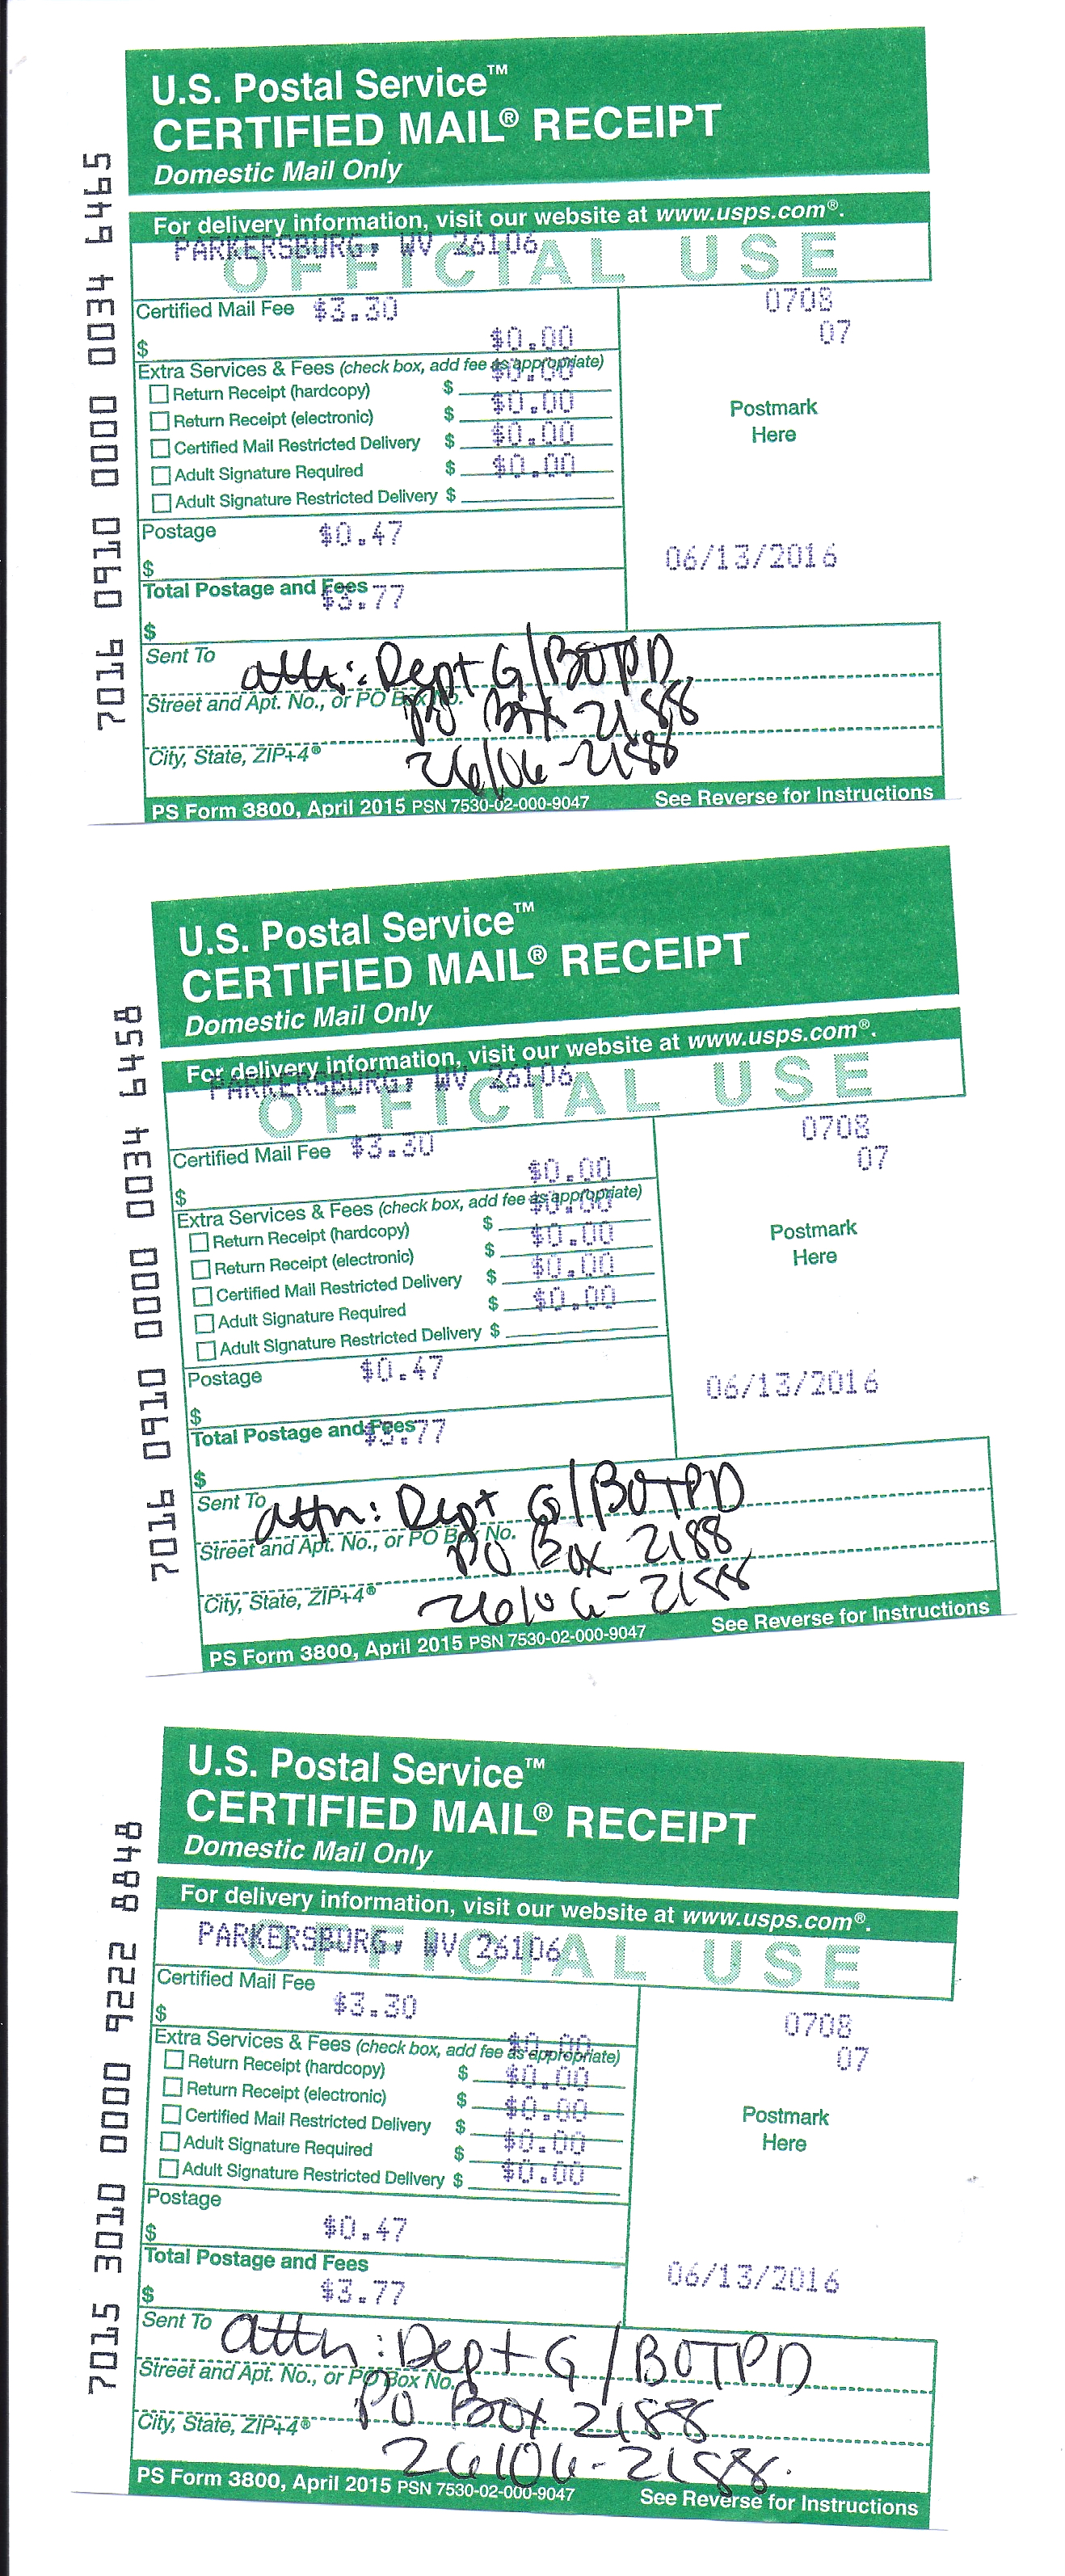 7016 0910 0000 0034 6465
U.S. Postal Service™
CERTIFIED MAIL® RECEIPT
Domestic Mail Only
For delivery information, visit our website at www.usps.com®.
PARKERSBURG, WV 26106
OFFICIAL USE
Certified Mail Fee $3.30
0708
07
$
$0.00
Extra Services & Fees (check box, add fee as appropriate)
$0.00
Return Receipt (hardcopy) $ $0.00
Return Receipt (electronic) $ $0.00
Certified Mail Restricted Delivery $ $0.00
Adult Signature Required $
Adult Signature Restricted Delivery $
Postmark
Here
Postage $0.47
$
06/13/2016
Total Postage and Fees $3.77
$
Sent To attn: Dept G/BOTPD
Street and Apt. No., or PO Box No. PO Box 2188
City, State, ZIP+4® 26106-2188
PS Form 3800, April 2015 PSN 7530-02-000-9047 See Reverse for Instructions
7016 0910 0000 0034 6458
U.S. Postal Service™
CERTIFIED MAIL® RECEIPT
Domestic Mail Only
For delivery information, visit our website at www.usps.com®.
PARKERSBURG, WV 26106
OFFICIAL USE
Certified Mail Fee $3.30
0708
07
$
$0.00
Extra Services & Fees (check box, add fee as appropriate)
$0.00
Return Receipt (hardcopy) $ $0.00
Return Receipt (electronic) $ $0.00
Certified Mail Restricted Delivery $ $0.00
Adult Signature Required $
Adult Signature Restricted Delivery $
Postmark
Here
Postage $0.47
$
06/13/2016
Total Postage and Fees $3.77
$
Sent To attn: Dept G/BOTPD
Street and Apt. No., or PO Box No. PO Box 2188
City, State, ZIP+4® 26106-2188
PS Form 3800, April 2015 PSN 7530-02-000-9047 See Reverse for Instructions
7015 3010 0000 9222 8848
U.S. Postal Service™
CERTIFIED MAIL® RECEIPT
Domestic Mail Only
For delivery information, visit our website at www.usps.com®.
PARKERSBURG, WV 26106
OFFICIAL USE
Certified Mail Fee
$ $3.30
0708
07
Extra Services & Fees (check box, add fee as appropriate)
$0.00
Return Receipt (hardcopy) $ $0.00
Return Receipt (electronic) $ $0.00
Certified Mail Restricted Delivery $ $0.00
Adult Signature Required $ $0.00
Adult Signature Restricted Delivery $
Postmark
Here
Postage
$ $0.47
06/13/2016
Total Postage and Fees
$ $3.77
Sent To attn: Dept G/BOTPD
Street and Apt. No., or PO Box No. PO Box 2188
City, State, ZIP+4® 26106-2188.
PS Form 3800, April 2015 PSN 7530-02-000-9047 See Reverse for Instructions